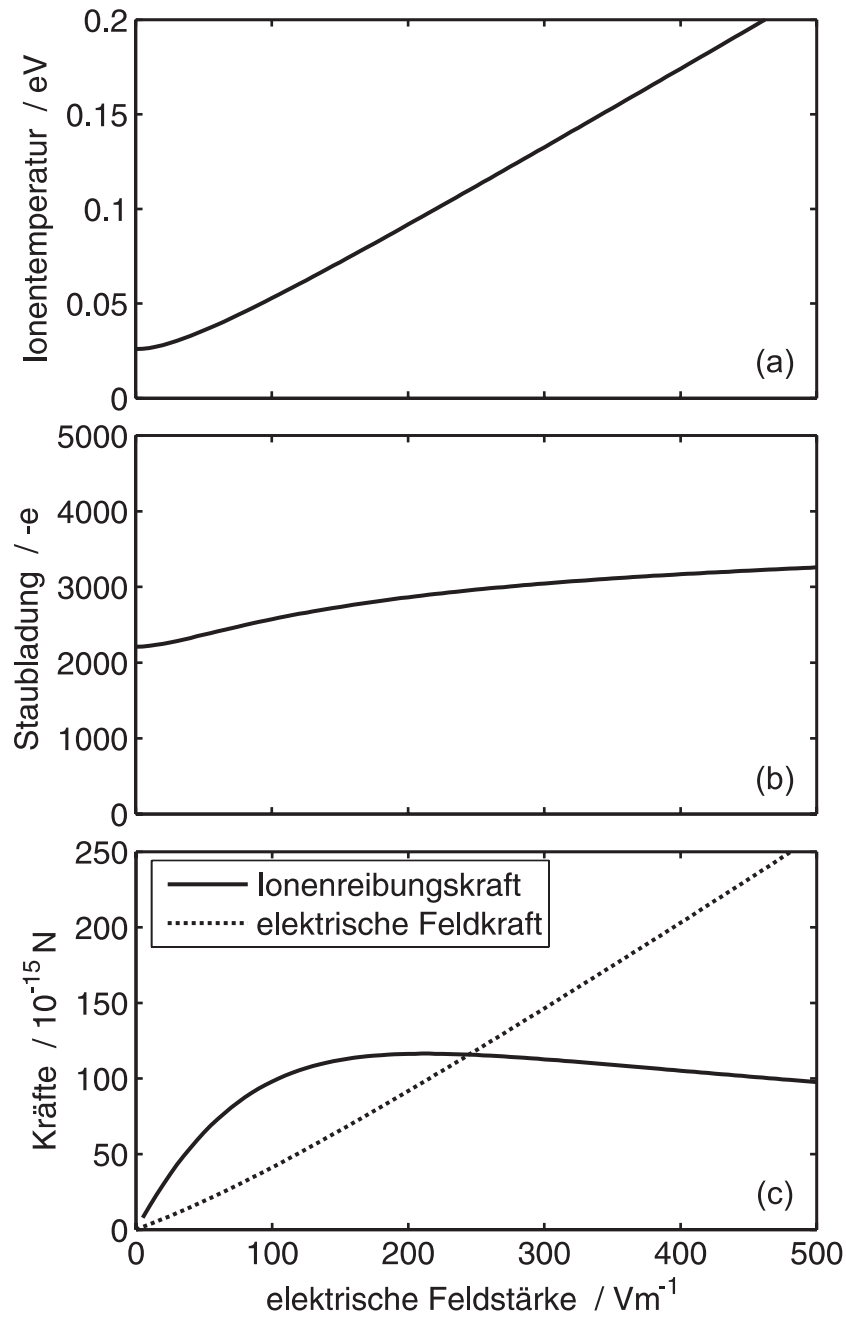 0.2
0.15
0.1
0.05
0
Ionentemperatur / eV
(a)
5000
4000
3000
2000
1000
0
Staubladung / -e
(b)
250
200
150
100
50
0
Kräfte / 10⁻¹⁵ N
Ionenreibungskraft
elektrische Feldkraft
(c)
0 100 200 300 400 500
elektrische Feldstärke / Vm⁻¹